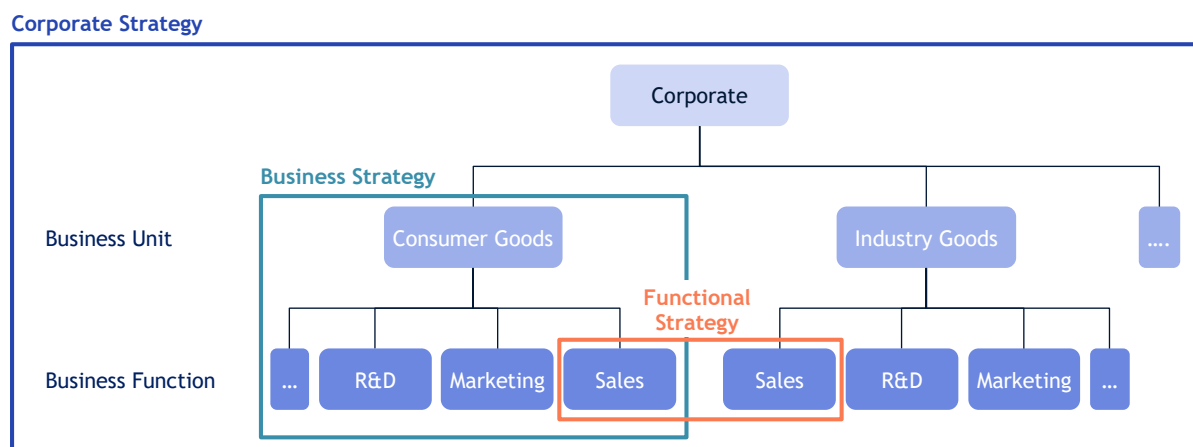 Corporate Strategy
Corporate
Business Strategy
Business Unit
Consumer Goods
Industry Goods
....
Functional
Strategy
Business Function
...
R&D
Marketing
Sales
Sales
R&D
Marketing
...